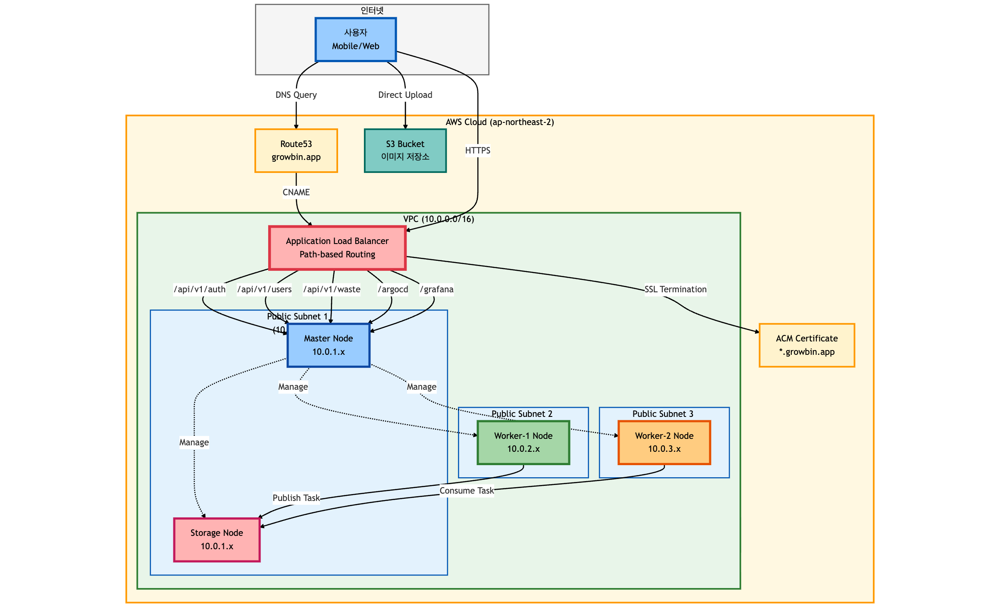 인터넷
사용자
Mobile/Web
DNS Query
Direct Upload
AWS Cloud (ap-northeast-2)
Route53
growbin.app
S3 Bucket
이미지 저장소
HTTPS
CNAME
VPC (10.0.0.0/16)
Application Load Balancer
Path-based Routing
/api/v1/auth
/api/v1/users
/api/v1/waste
/argocd
/grafana
SSL Termination
Public Subnet 1
(10
Master Node
10.0.1.x
ACM Certificate
*.growbin.app
Manage
Manage
Public Subnet 2
Public Subnet 3
Worker-1 Node
10.0.2.x
Worker-2 Node
10.0.3.x
Manage
Consume Task
Publish Task
Storage Node
10.0.1.x